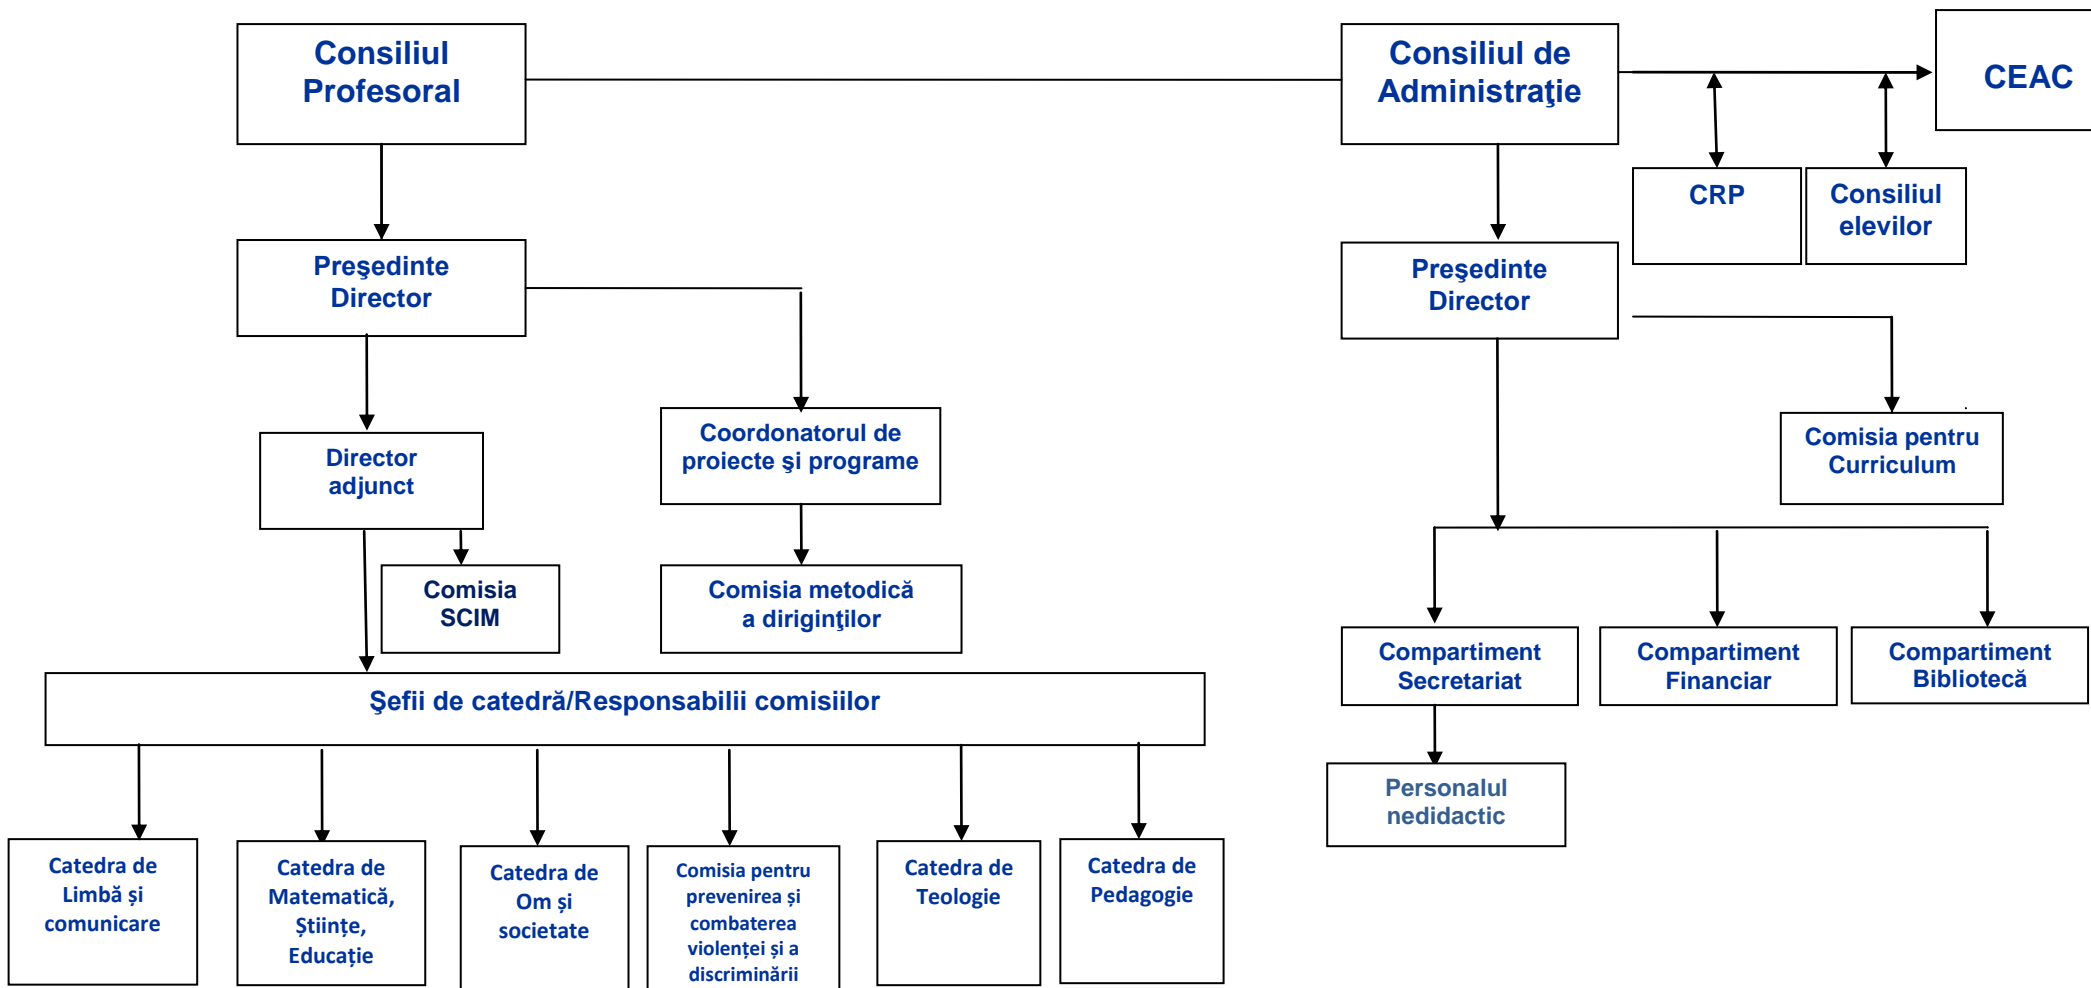 Consiliul
Profesoral
Consiliul de
Administraţie
CEAC
CRP
Consiliul
elevilor
Preşedinte
Director
Preşedinte
Director
Director
adjunct
Coordonatorul de
proiecte şi programe
Comisia pentru
Curriculum
Comisia
SCIM
Comisia metodică
a diriginţilor
Compartiment
Secretariat
Compartiment
Financiar
Compartiment
Bibliotecă
Şefii de catedră/Responsabilii comisiilor
Personalul
nedidactic
Catedra de
Limbă și
comunicare
Catedra de
Matematică,
Științe,
Educație
Catedra de
Om și
societate
Comisia pentru
prevenirea și
combaterea
violenței și a
discriminării
Catedra de
Teologie
Catedra de
Pedagogie